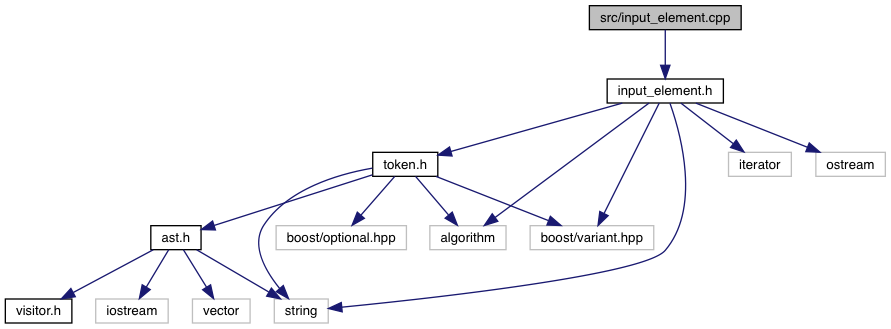 src/input_element.cpp
input_element.h
token.h
iterator
ostream
ast.h
boost/optional.hpp
algorithm
boost/variant.hpp
visitor.h
iostream
vector
string